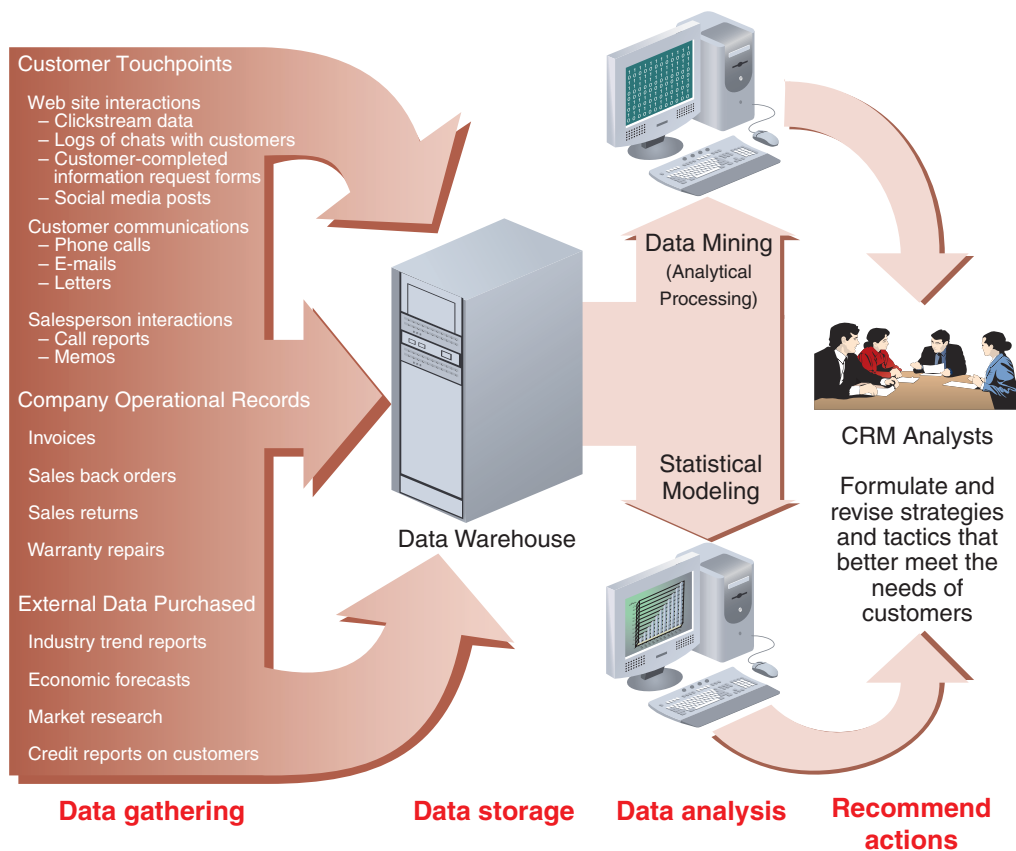 Customer Touchpoints
Web site interactions
– Clickstream data
– Logs of chats with customers
– Customer-completed
information request forms
– Social media posts
Customer communications
– Phone calls
– E-mails
– Letters
Salesperson interactions
– Call reports
– Memos
Company Operational Records
Invoices
Sales back orders
Sales returns
Warranty repairs
External Data Purchased
Industry trend reports
Economic forecasts
Market research
Credit reports on customers
Data Warehouse
Data Mining
(Analytical
Processing)
Statistical
Modeling
CRM Analysts
Formulate and
revise strategies
and tactics that
better meet the
needs of
customers
Data gathering
Data storage
Data analysis
Recommend
actions